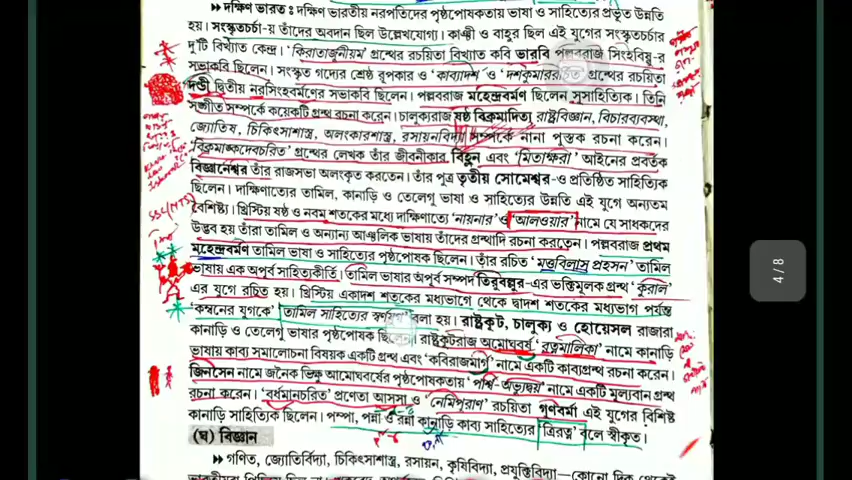 ▸▸ দক্ষিণ ভারত : দক্ষিণ ভারতীয় নরপতিদের পৃষ্ঠপোষকতায় ভাষা ও সাহিত্যের প্রভূত উন্নতি
হয়। সংস্কৃতচর্চা-য় তাঁদের অবদান ছিল উল্লেখযোগ্য। কাঞ্চী ও বাহুর ছিল এই যুগের সংস্কৃতচর্চার
দু'টি বিখ্যাত কেন্দ্র। 'কিরাতার্জুনীয়ম' গ্রন্থের রচয়িতা বিখ্যাত কবি ভারবি পল্লবরাজ সিংহবিষ্ণু-র
সভাকবি ছিলেন। সংস্কৃত গদ্যের শ্রেষ্ঠ রূপকার ও 'কাব্যাদর্শ' ও 'দশকুমারচরিত' গ্রন্থের রচয়িতা
দণ্ডী দ্বিতীয় নরসিংহবর্মণের সভাকবি ছিলেন। পল্লবরাজ মহেন্দ্রবর্মণ ছিলেন সুসাহিত্যিক। তিনি
সঙ্গীত সম্পর্কে কয়েকটি গ্রন্থ রচনা করেন। চালুক্যরাজ ষষ্ঠ বিক্রমাদিত্য রাষ্ট্রবিজ্ঞান, বিচারব্যবস্থা,
জ্যোতিষ, চিকিৎসাশাস্ত্র, অলংকারশাস্ত্র, রসায়নবিদ্যা সম্পর্কে নানা পুস্তক রচনা করেন।
'বিক্রমাঙ্কদেবচরিত' গ্রন্থের লেখক তাঁর জীবনীকার বিহ্লন এবং 'মিতাক্ষরা' আইনের প্রবর্তক
বিজ্ঞানেশ্বর তাঁর রাজসভা অলংকৃত করতেন। তাঁর পুত্র তৃতীয় সোমেশ্বর-ও প্রতিষ্ঠিত সাহিত্যিক
ছিলেন। দাক্ষিণাত্যের তামিল, কানাড়ি ও তেলেগু ভাষা ও সাহিত্যের উন্নতি এই যুগে অন্যতম
বৈশিষ্ট্য। খ্রিস্টিয় ষষ্ঠ ও নবম শতকের মধ্যে দাক্ষিণাত্যে 'নায়নার' ও 'আলওয়ার' নামে যে সাধকদের
SSC (MTS)
উদ্ভব হয় তাঁরা তামিল ও অন্যান্য আঞ্চলিক ভাষায় তাঁদের গ্রন্থাদি রচনা করতেন। পল্লবরাজ প্রথম
মহেন্দ্রবর্মণ তামিল ভাষা ও সাহিত্যের পৃষ্ঠপোষক ছিলেন। তাঁর রচিত 'মত্তবিলাস প্রহসন' তামিল
ভাষায় এক অপূর্ব সাহিত্যকীর্তি। তামিল ভাষার অপূর্ব সম্পদ তিরুবল্লুর-এর ভক্তিমূলক গ্রন্থ 'কুরাল'
এর যুগে রচিত হয়। খ্রিস্টিয় একাদশ শতকের মধ্যভাগে থেকে দ্বাদশ শতকের মধ্যভাগ পর্যন্ত
'কম্বনের যুগকে' 'তামিল সাহিত্যের স্বর্ণযুগ' বলা হয়। রাষ্ট্রকূট, চালুক্য ও হোয়েসল রাজারা
কানাড়ি ও তেলেগু ভাষার পৃষ্ঠপোষক ছিলেন। রাষ্ট্রকূটরাজ অমোঘবর্ষ 'রত্নমালিকা' নামে কানাড়ি
ভাষায় কাব্য সমালোচনা বিষয়ক একটি গ্রন্থ এবং 'কবিরাজমার্গ' নামে একটি কাব্যগ্রন্থ রচনা করেন।
জিনসেন নামে জনৈক ভিক্ষু আমোঘবর্ষের পৃষ্ঠপোষকতায় 'পার্শ্ব-অভ্যুদয়' নামে একটি মূল্যবান গ্রন্থ
রচনা করেন। 'বর্ধমানচরিত' প্রণেতা আসসা ও 'নেমিপুরাণ' রচয়িতা গুণবর্মা এই যুগের বিশিষ্ট
কানাড়ি সাহিত্যিক ছিলেন। পম্পা, পন্না ও রন্না কানাড়ি কাব্য সাহিত্যের 'ত্রিরত্ন' বলে স্বীকৃত।
(ঘ) বিজ্ঞান
▸▸ গণিত, জ্যোতির্বিদ্যা, চিকিৎসাশাস্ত্র, রসায়ন, কৃষিবিদ্যা, প্রযুক্তিবিদ্যা—কোনো দিক থেকেই
4 / 8